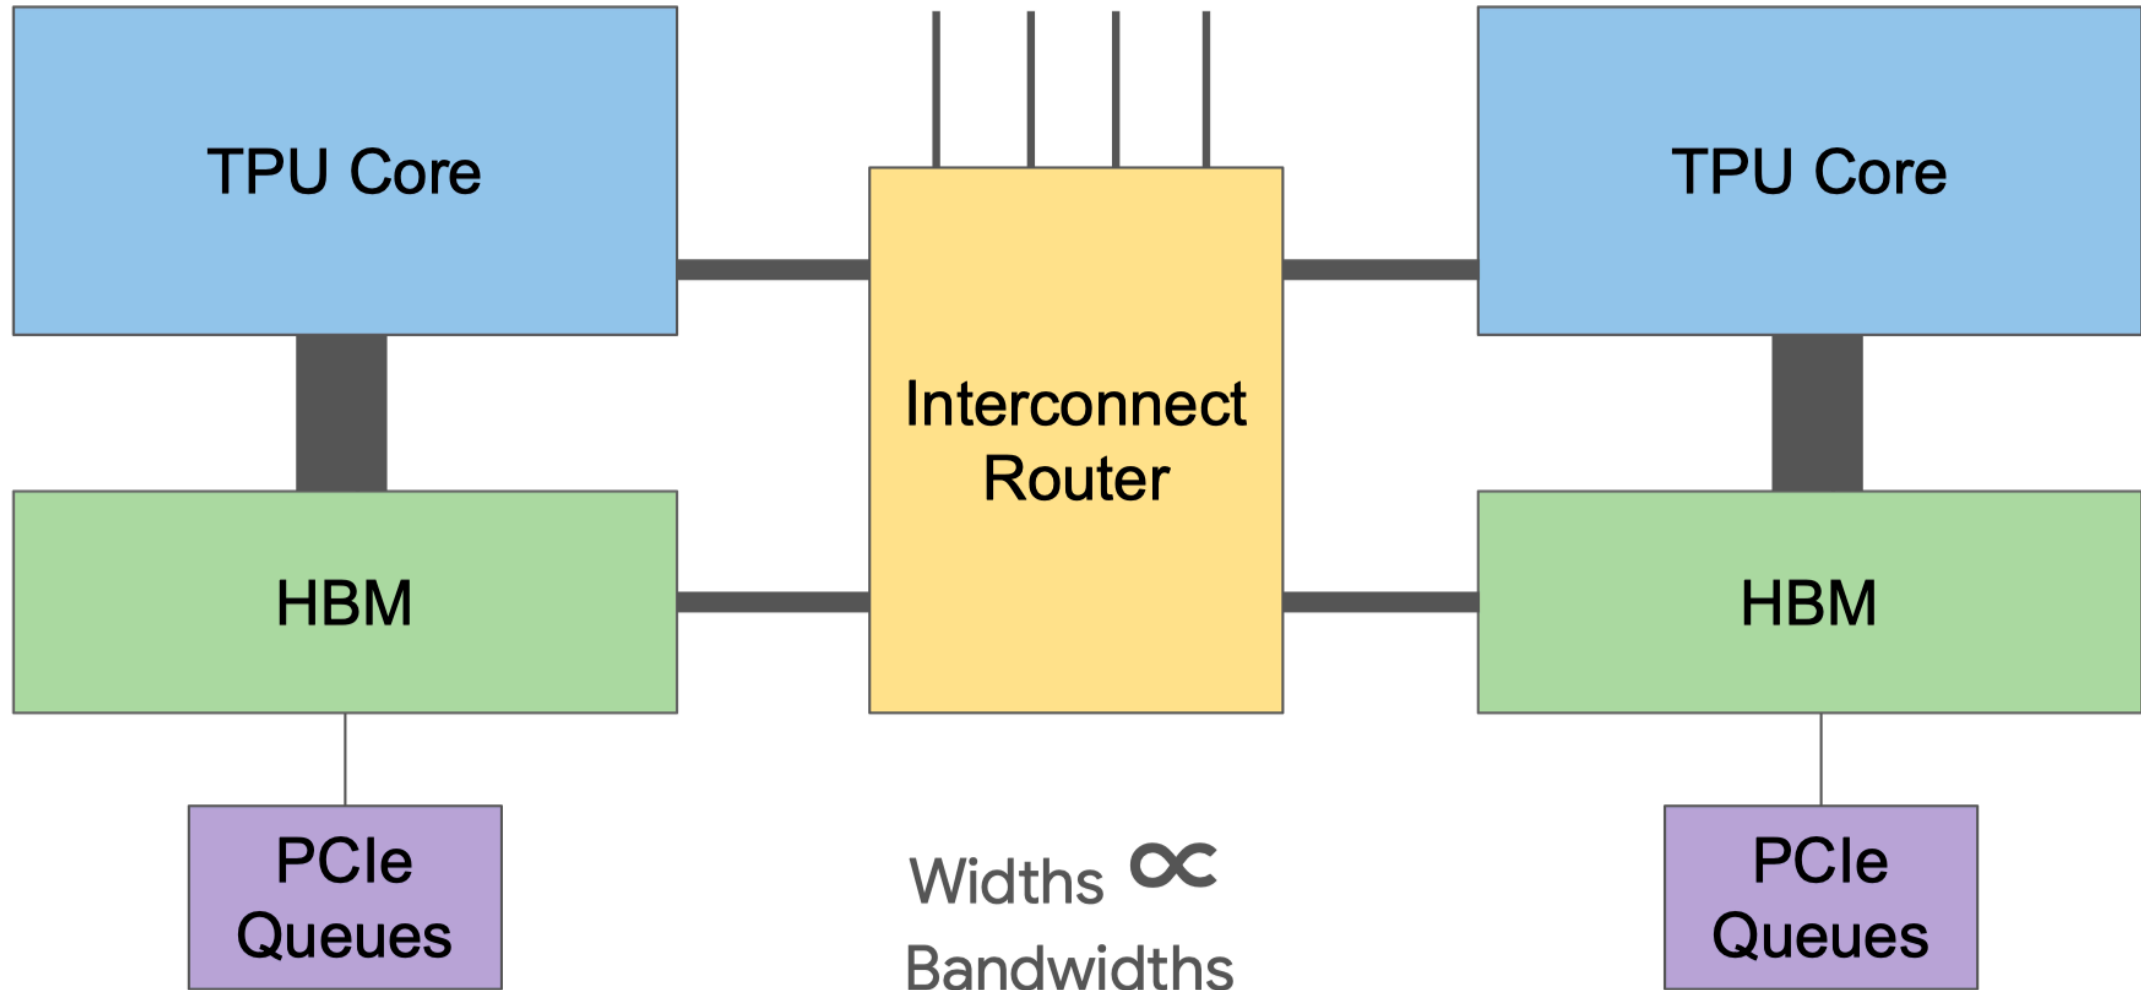 TPU Core
TPU Core
Interconnect
Router
HBM
HBM
PCIe
Queues
PCIe
Queues
Widths ∝
Bandwidths